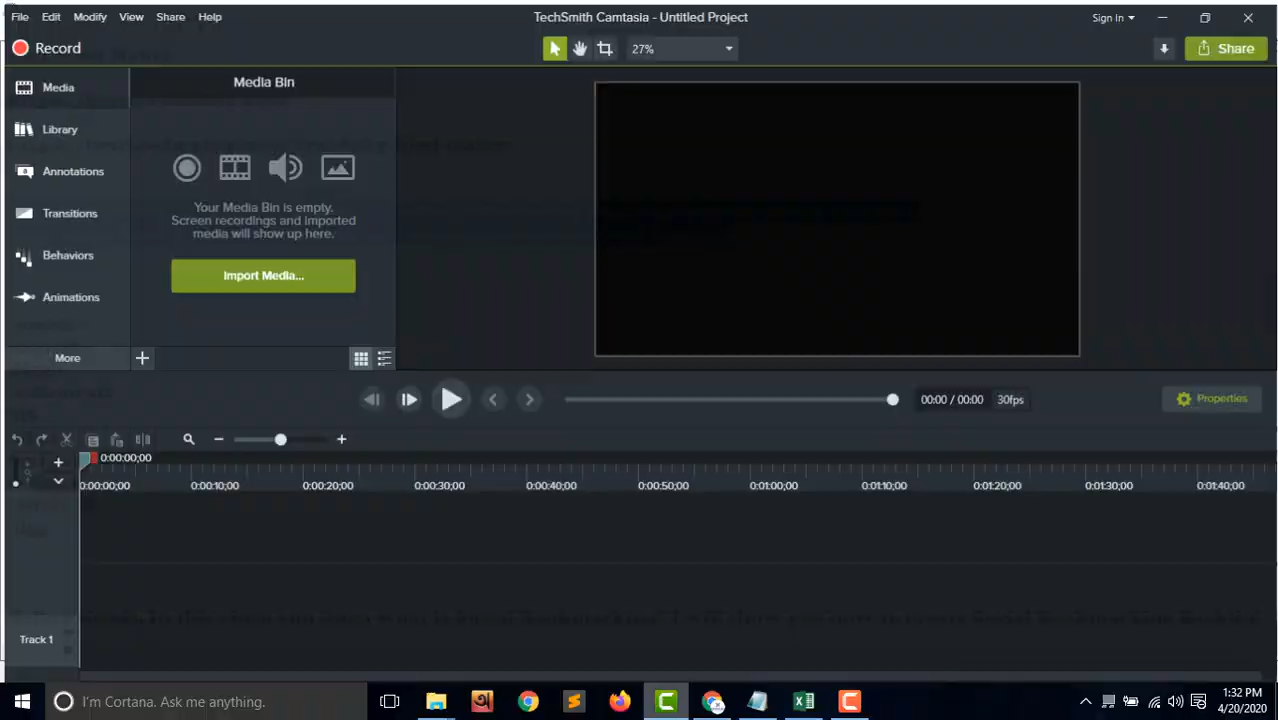 File Edit Modify View Share Help
TechSmith Camtasia - Untitled Project
Sign In
Record
27%
Share
Media
Media Bin
Library
Annotations
Transitions
Your Media Bin is empty.
Screen recordings and imported
media will show up here.
Behaviors
Import Media...
Animations
More
00:00 / 00:00
30fps
Properties
0:00:00;00
0:00:00;00 0:00:10;00 0:00:20;00 0:00:30;00 0:00:40;00 0:00:50;00 0:01:00;00 0:01:10;00 0:01:20;00 0:01:30;00 0:01:40;00
Track 1
I'm Cortana. Ask me anything.
1:32 PM
4/20/2020